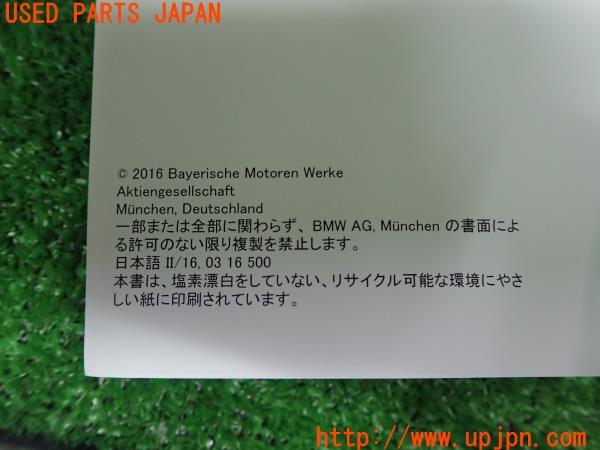 USED PARTS JAPAN
© 2016 Bayerische Motoren Werke
Aktiengesellschaft
München, Deutschland
一部または全部に関わらず、BMW AG, München の書面によ
る許可のない限り複製を禁止します。
日本語 II/16, 03 16 500
本書は、塩素漂白をしていない、リサイクル可能な環境にやさ
しい紙に印刷されています。
http://www.upjpn.com